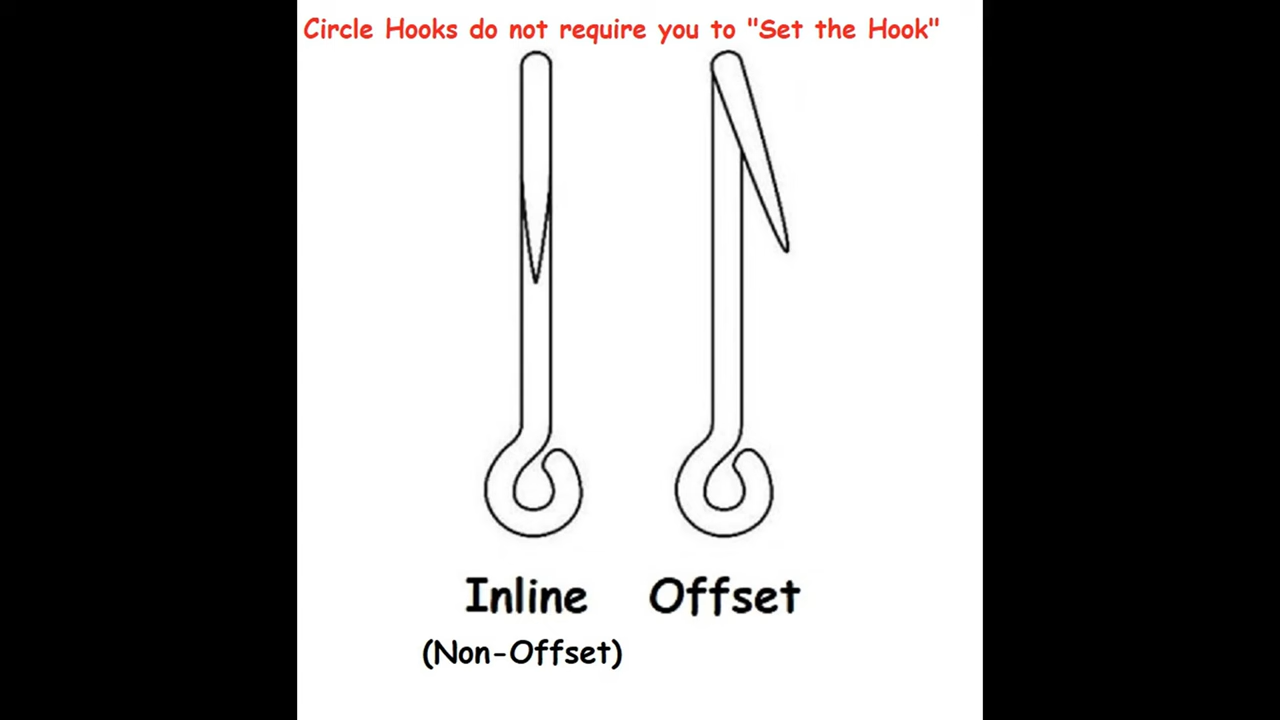 Circle Hooks do not require you to "Set the Hook"
Inline Offset
(Non-Offset)